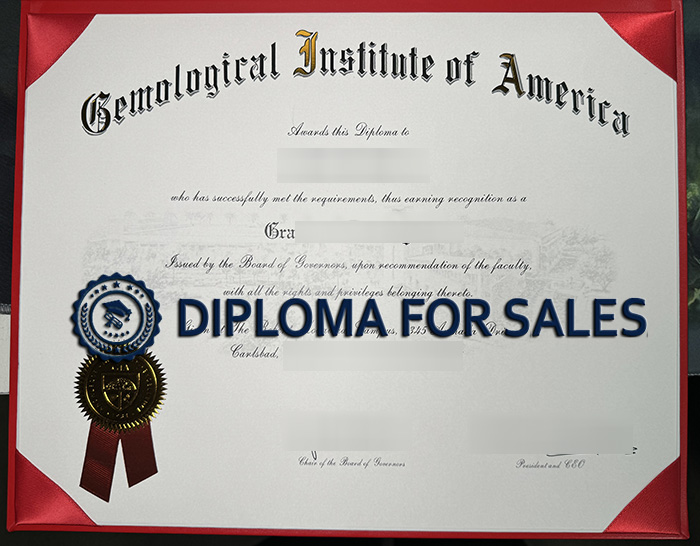 Gemological Institute of America
Awards this Diploma to
who has successfully met the requirements, thus earning recognition as a
Gra
Issued by the Board of Governors, upon recommendation of the faculty,
with all the rights and privileges belonging thereto.
DIPLOMA FOR SALES
Carlsbad,
Chair of the Board of Governors
President and CEO